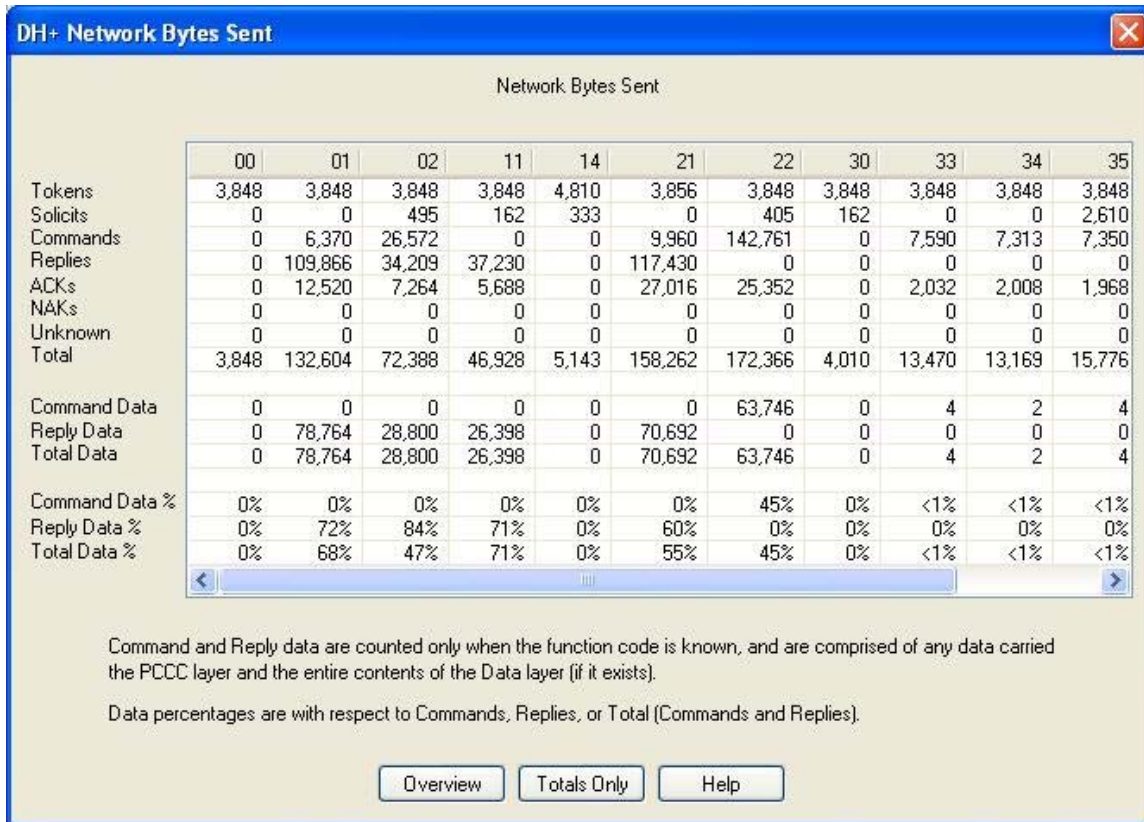 DH+ Network Bytes Sent
Network Bytes Sent
00 01 02 11 14 21 22 30 33 34 35
Tokens 3,848 3,848 3,848 3,848 4,810 3,856 3,848 3,848 3,848 3,848 3,848
Solicits 0 0 495 162 333 0 405 162 0 0 2,610
Commands 0 6,370 26,572 0 0 9,960 142,761 0 7,590 7,313 7,350
Replies 0 109,866 34,209 37,230 0 117,430 0 0 0 0 0
ACKs 0 12,520 7,264 5,688 0 27,016 25,352 0 2,032 2,008 1,968
NAKs 0 0 0 0 0 0 0 0 0 0 0
Unknown 0 0 0 0 0 0 0 0 0 0 0
Total 3,848 132,604 72,388 46,928 5,143 158,262 172,366 4,010 13,470 13,169 15,776
Command Data 0 0 0 0 0 0 63,746 0 4 2 4
Reply Data 0 78,764 28,800 26,398 0 70,692 0 0 0 0 0
Total Data 0 78,764 28,800 26,398 0 70,692 63,746 0 4 2 4
Command Data % 0% 0% 0% 0% 0% 0% 45% 0% <1% <1% <1%
Reply Data % 0% 72% 84% 71% 0% 60% 0% 0% 0% 0% 0%
Total Data % 0% 68% 47% 71% 0% 55% 45% 0% <1% <1% <1%
Command and Reply data are counted only when the function code is known, and are comprised of any data carried
the PCCC layer and the entire contents of the Data layer (if it exists).
Data percentages are with respect to Commands, Replies, or Total (Commands and Replies).
Overview Totals Only Help